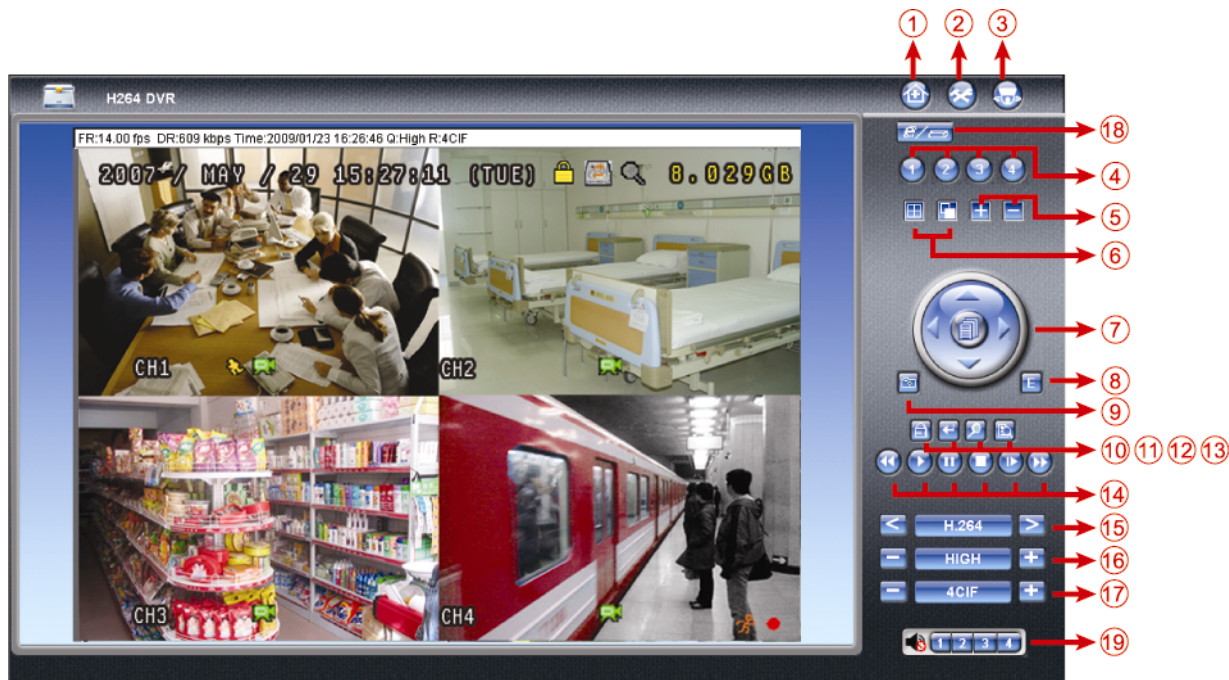 ① ② ③
H264 DVR
FR:14.00 fps DR:609 kbps Time:2009/01/23 16:26:46 Q:High R:4CIF
2007 / MAY / 29 15:27:11 (TUE) 8.029GB
⑱
1 2 3 4 ④
+ − ⑤
⑥
⑦
CH1 CH2
E ⑧
⑨
⑩ ⑪ ⑫ ⑬
⑭
< H.264 > ⑮
− HIGH + ⑯
− 4CIF + ⑰
CH3 CH4
1 2 3 4 ⑲